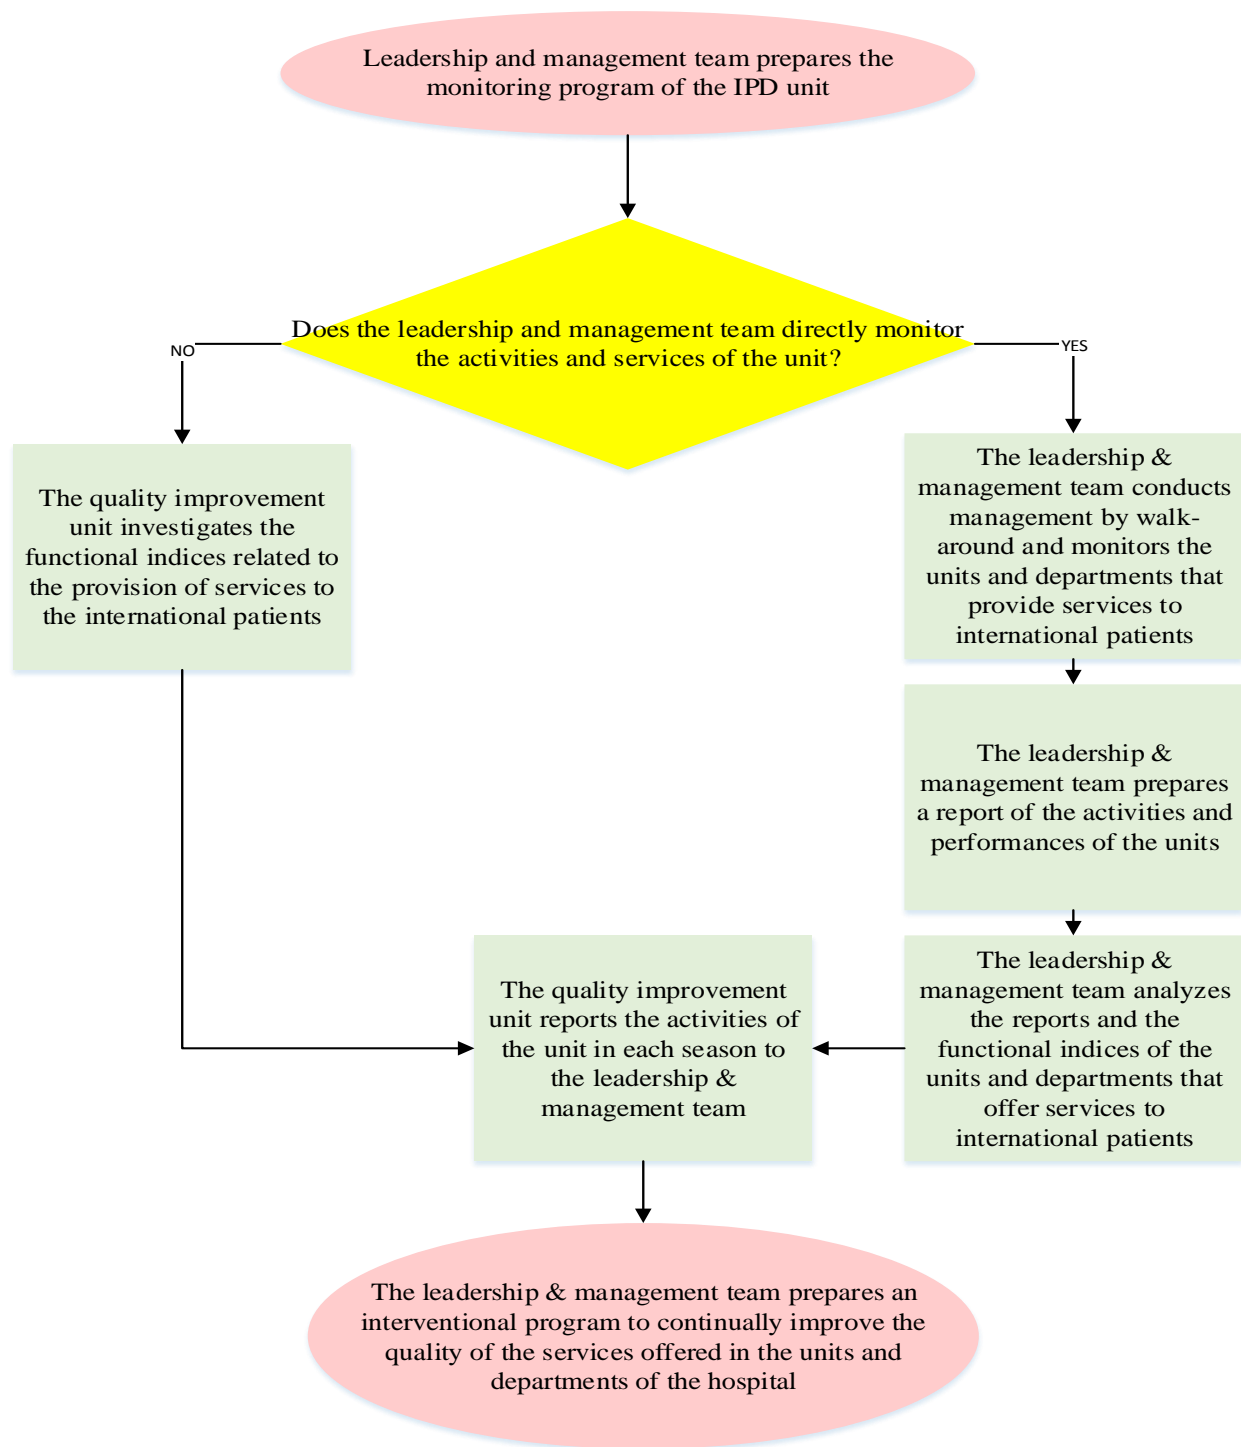 Leadership and management team prepares the
monitoring program of the IPD unit
Does the leadership and management team directly monitor
the activities and services of the unit?
NO
YES
The quality improvement
unit investigates the
functional indices related to
the provision of services to
the international patients
The leadership &
management team conducts
management by walk-
around and monitors the
units and departments that
provide services to
international patients
The leadership &
management team prepares
a report of the activities and
performances of the units
The quality improvement
unit reports the activities of
the unit in each season to
the leadership &
management team
The leadership &
management team analyzes
the reports and the
functional indices of the
units and departments that
offer services to
international patients
The leadership & management team prepares an
interventional program to continually improve the
quality of the services offered in the units and
departments of the hospital